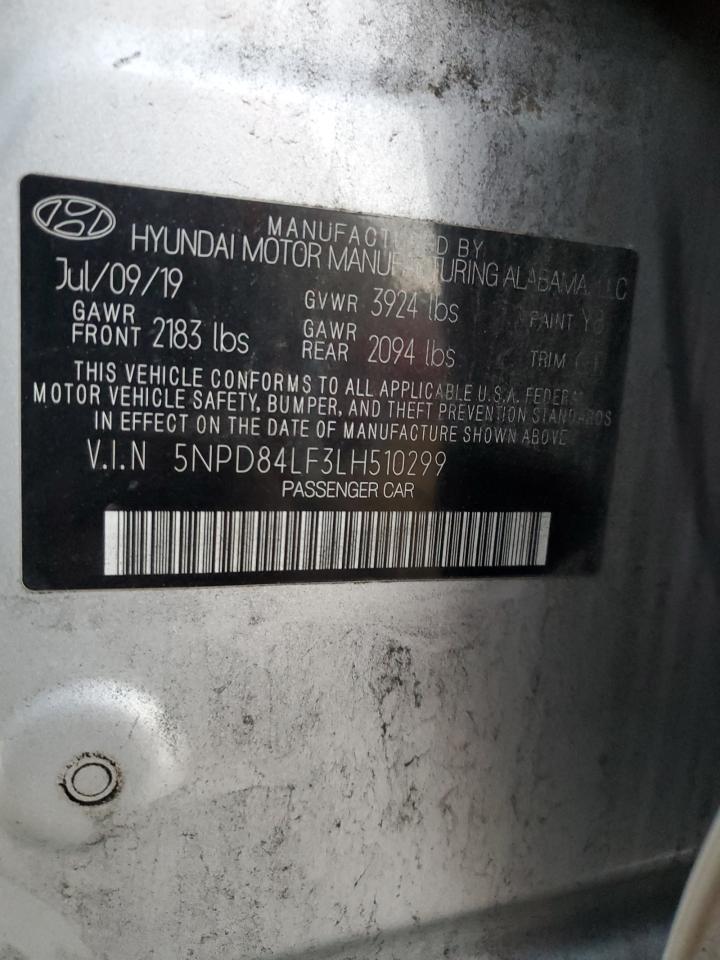 MANUFACTURED BY
HYUNDAI MOTOR MANUFACTURING ALABAMA, LLC
Jul/09/19
GVWR 3924 lbs
PAINT
GAWR FRONT 2183 lbs
GAWR REAR 2094 lbs
TRIM
THIS VEHICLE CONFORMS TO ALL APPLICABLE U.S.A. FEDERAL
MOTOR VEHICLE SAFETY, BUMPER, AND THEFT PREVENTION STANDARDS
IN EFFECT ON THE DATE OF MANUFACTURE SHOWN ABOVE
V.I.N 5NPD84LF3LH510299
PASSENGER CAR